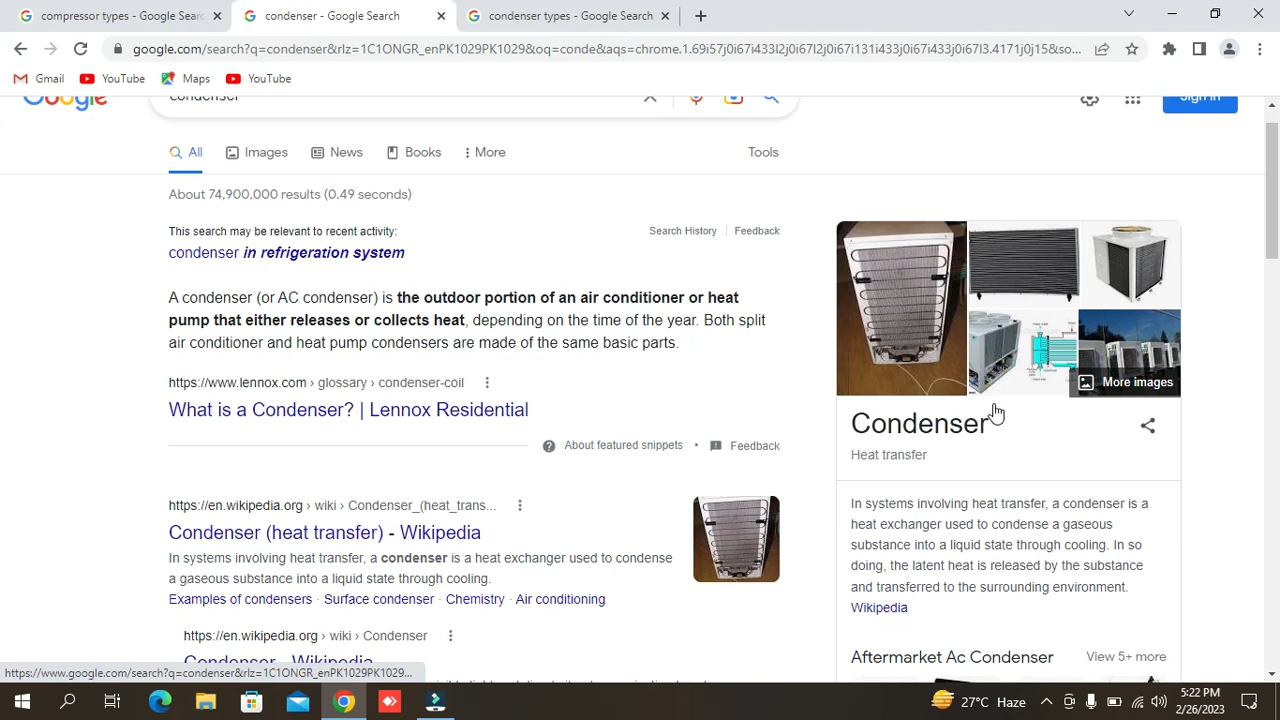 compressor types - Google Search
condenser - Google Search
condenser types - Google Search
google.com/search?q=condenser&rlz=1C1ONGR_enPK1029PK1029&oq=conde&aqs=chrome.1.69i57j0i67i433l2j0i67l2j0i67i131i433j0i67i433j0i67l3.4171j0j15&so...
Gmail
YouTube
Maps
YouTube
Google
condenser
Sign in
All
Images
News
Books
More
Tools
About 74,900,000 results (0.49 seconds)
This search may be relevant to recent activity:
Search History
Feedback
condenser in refrigeration system
A condenser (or AC condenser) is the outdoor portion of an air conditioner or heat
pump that either releases or collects heat, depending on the time of the year. Both split
air conditioner and heat pump condensers are made of the same basic parts.
https://www.lennox.com › glossary › condenser-coil
What is a Condenser? | Lennox Residential
About featured snippets
Feedback
https://en.wikipedia.org › wiki › Condenser_(heat_trans...
Condenser (heat transfer) - Wikipedia
In systems involving heat transfer, a condenser is a heat exchanger used to condense
a gaseous substance into a liquid state through cooling.
Examples of condensers · Surface condenser · Chemistry · Air conditioning
https://en.wikipedia.org › wiki › Condenser
Condenser - Wikipedia
More images
Condenser
Heat transfer
In systems involving heat transfer, a condenser is a
heat exchanger used to condense a gaseous
substance into a liquid state through cooling. In so
doing, the latent heat is released by the substance
and transferred to the surrounding environment.
Wikipedia
Aftermarket Ac Condenser
View 5+ more
https://www.google.com/search?q=condenser&rlz=1C1ONGR_enPK1029PK1029...
27°C Haze
5:22 PM
2/26/2023